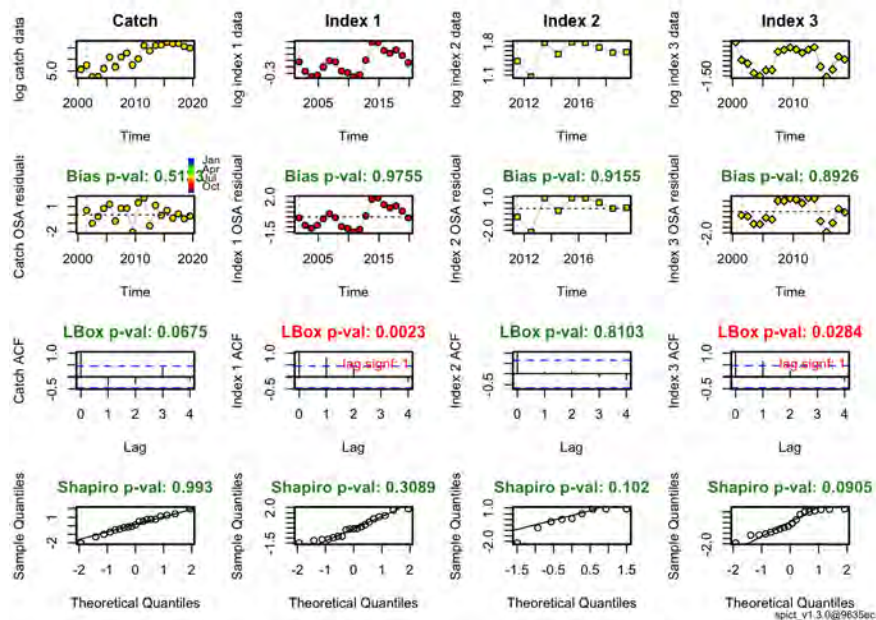 Catch
Index 1
Index 2
Index 3
log catch data
5.0
2000 2010 2020
Time
log index 1 data
-0.3
2005 2015
Time
log index 2 data
1.1 1.8
2012 2016
Time
log index 3 data
-1.50
2000 2010
Time
Bias p-val:
Jan
Apr
Jul
Oct
Catch OSA residual
-2 1
2000 2010 2020
Time
Bias p-val: 0.9755
Index 1 OSA residual
-1.5 2.0
2005 2015
Time
Bias p-val: 0.9155
Index 2 OSA residual
-2.0 1.0
2012 2016
Time
Bias p-val: 0.8926
Index 3 OSA residual
-2.0
2000 2010
Time
LBox p-val: 0.0675
Catch ACF
-0.5 1.0
0 1 2 3 4
Lag
LBox p-val: 0.0023
lag signf: 1
Index 1 ACF
-0.5 1.0
0 1 2 3 4
Lag
LBox p-val: 0.8103
Index 2 ACF
-0.5 1.0
0 1 2 3 4
Lag
LBox p-val: 0.0284
lag signf: 1
Index 3 ACF
-0.5 1.0
0 1 2 3 4
Lag
Shapiro p-val: 0.993
Sample Quantiles
-2 1
-2 -1 0 1 2
Theoretical Quantiles
Shapiro p-val: 0.3089
Sample Quantiles
-1.5 2.0
-2 -1 0 1 2
Theoretical Quantiles
Shapiro p-val: 0.102
Sample Quantiles
-2.0 1.0
-1.5 -0.5 0.5 1.5
Theoretical Quantiles
Shapiro p-val: 0.0905
Sample Quantiles
-2.0
-2 -1 0 1 2
Theoretical Quantiles
spict_v1.3.0@9635ec